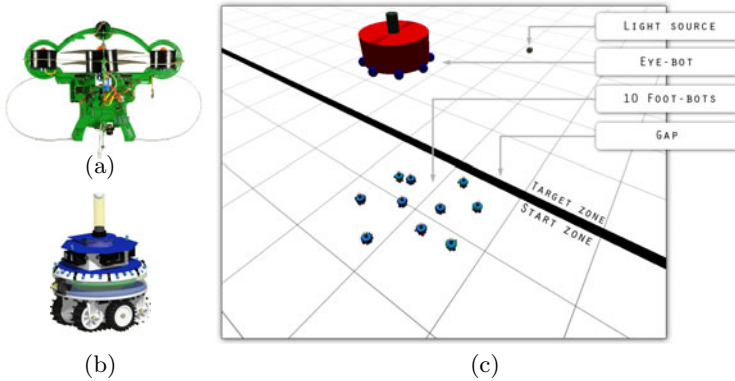 (a)
(b)
LIGHT SOURCE
EYE-BOT
10 FOOT-BOTS
GAP
TARGET ZONE
START ZONE
(c)